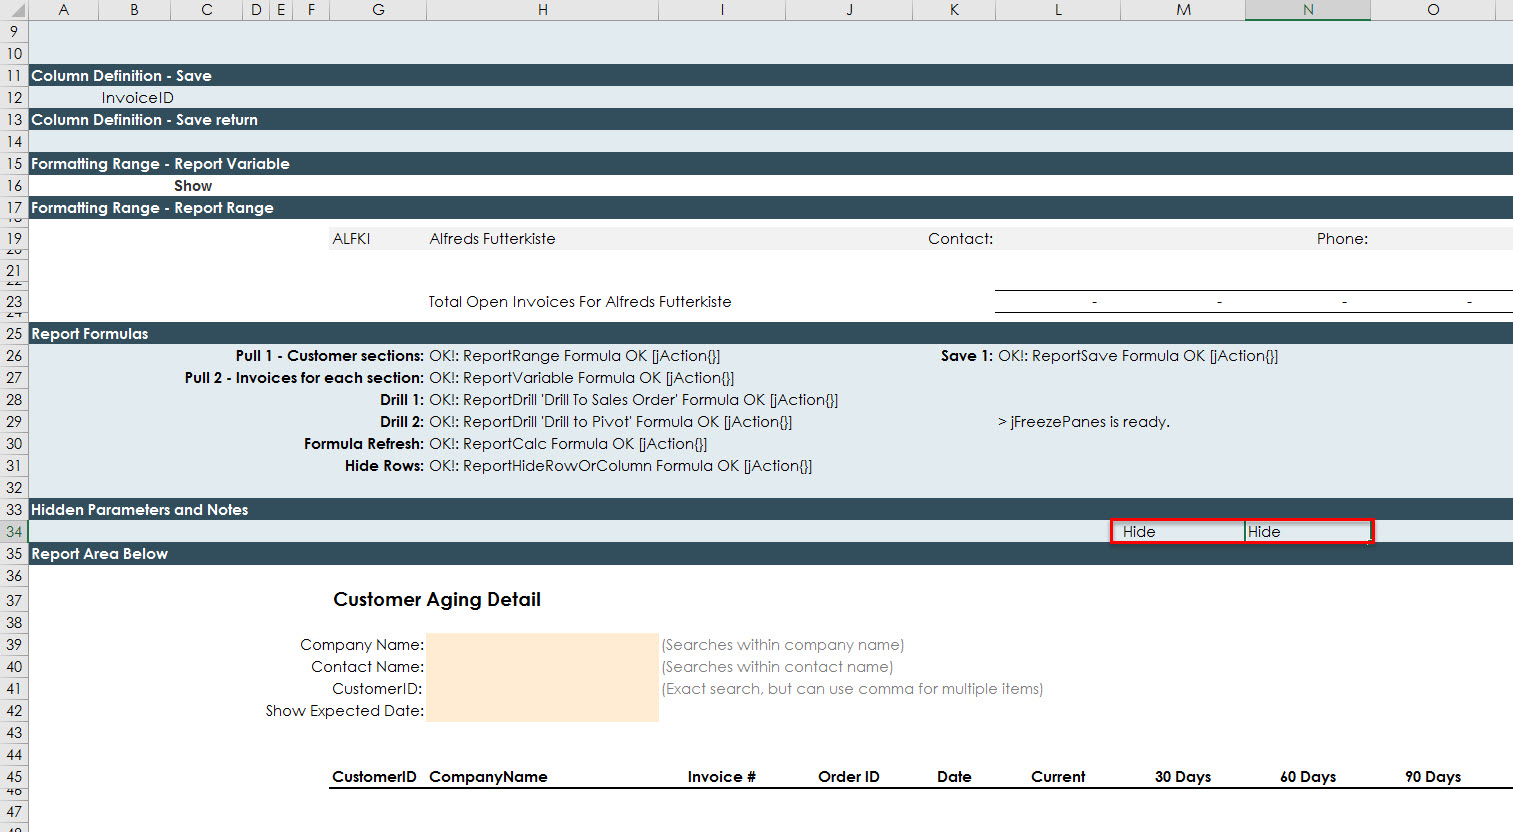 A B C D E F G H I J K L M N O
9
10
11 Column Definition - Save
12 InvoiceID
13 Column Definition - Save return
14
15 Formatting Range - Report Variable
16 Show
17 Formatting Range - Report Range
18
19 ALFKI Alfreds Futterkiste Contact: Phone:
20
21
22
23 Total Open Invoices For Alfreds Futterkiste - - - -
24
25 Report Formulas
26 Pull 1 - Customer sections: OK!: ReportRange Formula OK [jAction{}] Save 1: OK!: ReportSave Formula OK [jAction{}]
27 Pull 2 - Invoices for each section: OK!: ReportVariable Formula OK [jAction{}]
28 Drill 1: OK!: ReportDrill 'Drill To Sales Order' Formula OK [jAction{}]
29 Drill 2: OK!: ReportDrill 'Drill to Pivot' Formula OK [jAction{}] > jFreezePanes is ready.
30 Formula Refresh: OK!: ReportCalc Formula OK [jAction{}]
31 Hide Rows: OK!: ReportHideRowOrColumn Formula OK [jAction{}]
32
33 Hidden Parameters and Notes
34 Hide Hide
35 Report Area Below
36
37 Customer Aging Detail
38
39 Company Name: (Searches within company name)
40 Contact Name: (Searches within contact name)
41 CustomerID: (Exact search, but can use comma for multiple items)
42 Show Expected Date:
43
44
45 CustomerID CompanyName Invoice # Order ID Date Current 30 Days 60 Days 90 Days
46
47
48